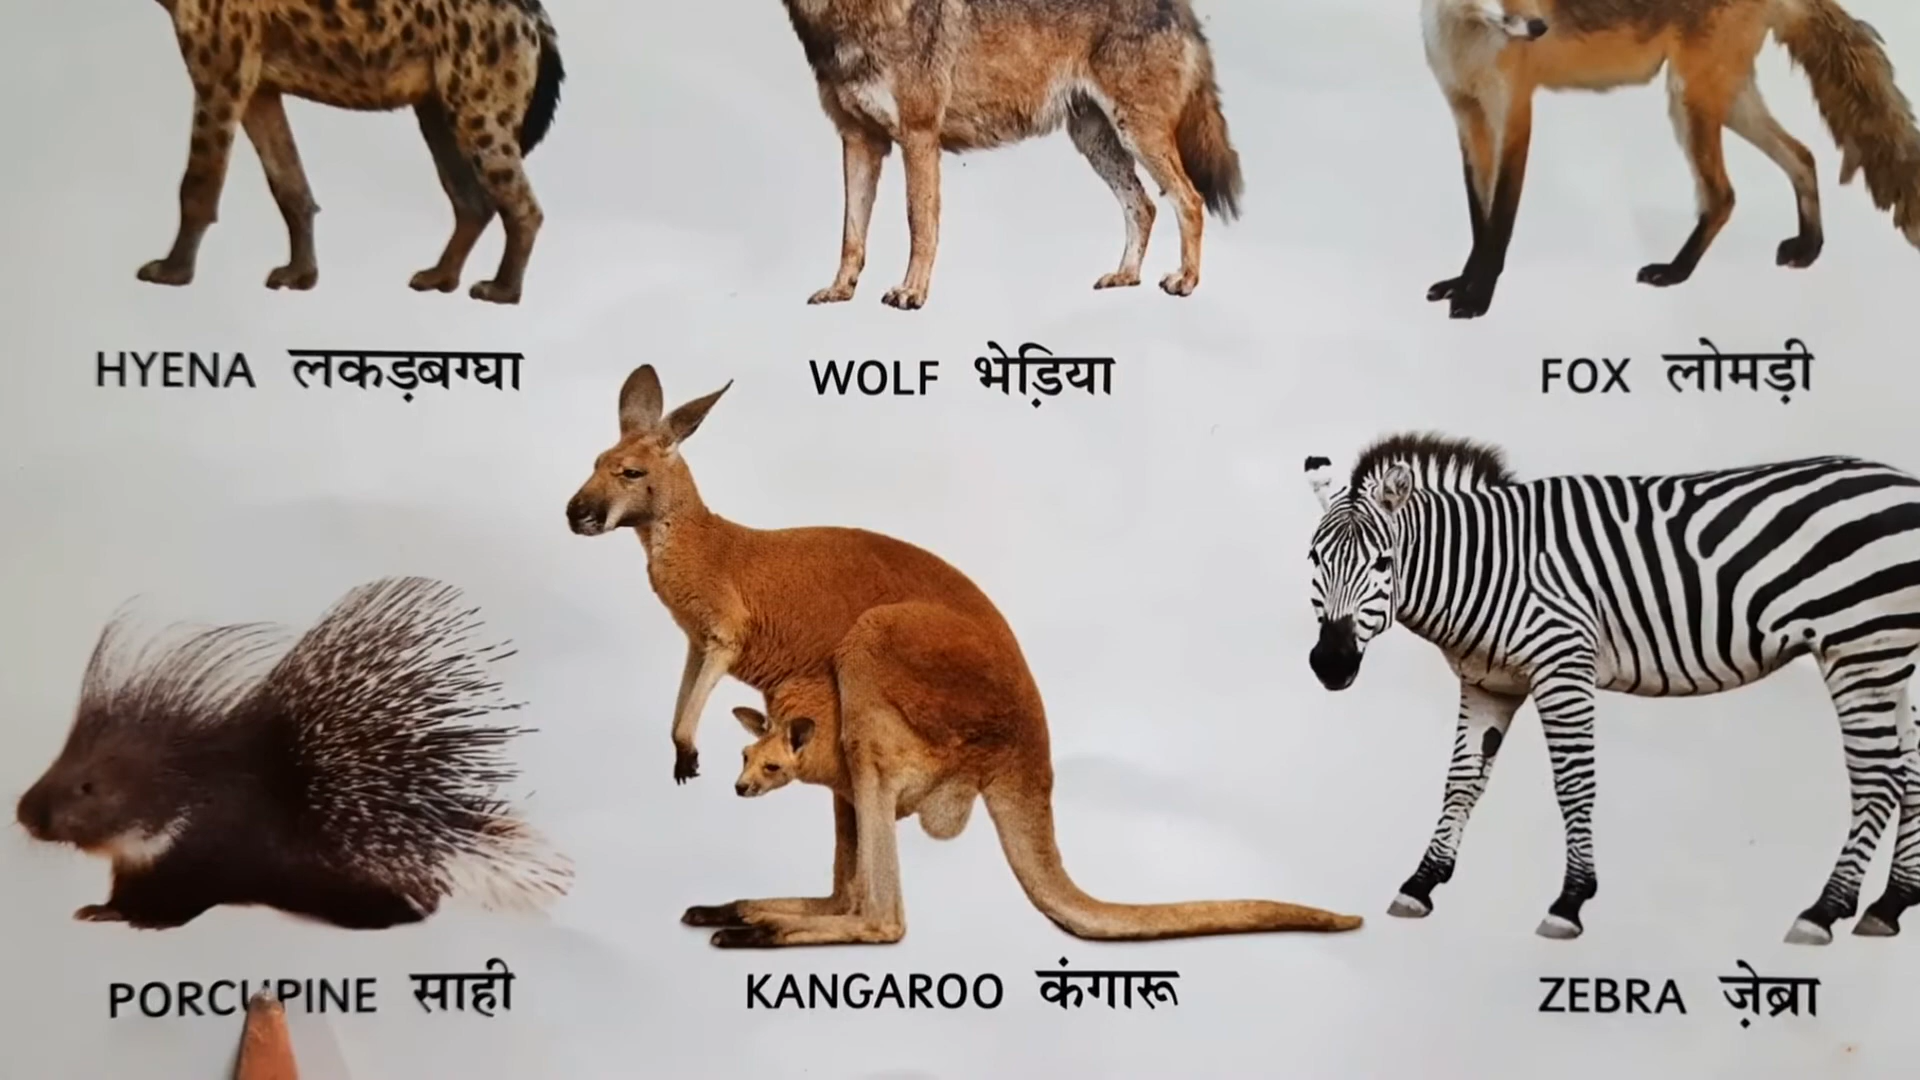 HYENA लकड़बग्घा
WOLF भेड़िया
FOX लोमड़ी
PORCUPINE साही
KANGAROO कंगारू
ZEBRA ज़ेब्रा